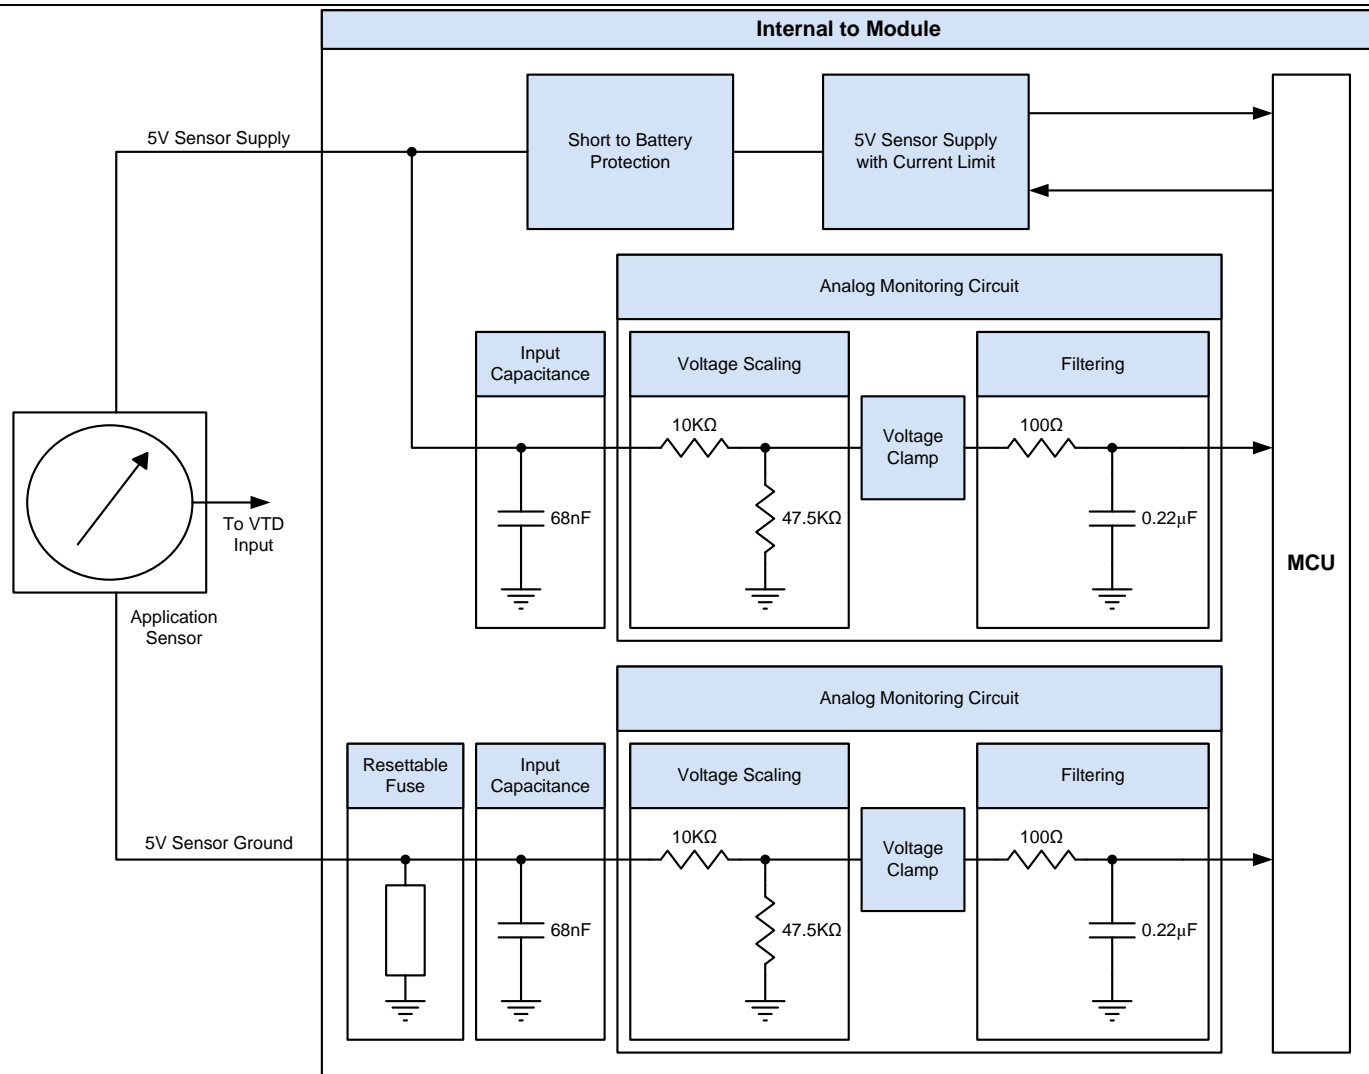 Internal to Module
5V Sensor Supply
Short to Battery
Protection
5V Sensor Supply
with Current Limit
Analog Monitoring Circuit
Input
Capacitance
Voltage Scaling
Filtering
10KΩ
Voltage
Clamp
100Ω
68nF
47.5KΩ
0.22µF
To VTD
Input
MCU
Application
Sensor
Analog Monitoring Circuit
Resettable
Fuse
Input
Capacitance
Voltage Scaling
Filtering
5V Sensor Ground
10KΩ
Voltage
Clamp
100Ω
68nF
47.5KΩ
0.22µF